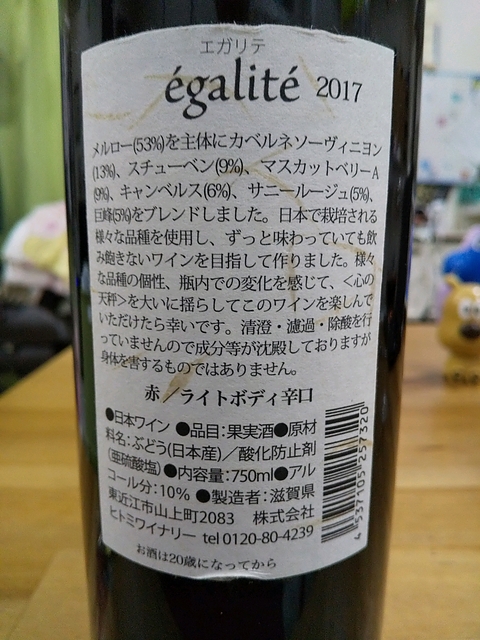 エガリテ
égalité 2017
メルロー(53%)を主体にカベルネソーヴィニヨン
(13%)、スチューベン(9%)、マスカットベリーA
(9%)、キャンベルス(6%)、サニールージュ(5%)、
巨峰(5%)をブレンドしました。日本で栽培される
様々な品種を使用し、ずっと味わっていても飲
み飽きないワインを目指して作りました。様々
な品種の個性、瓶内での変化を感じて、<心の
天秤>を大いに揺らしてこのワインを楽しんで
いただけたら幸いです。清澄・濾過・除酸を行
っていませんので成分等が沈殿しておりますが
身体を害するものではありません。
赤/ライトボディ辛口
●日本ワイン ●品目:果実酒●原材
料名:ぶどう(日本産)/酸化防止剤
(亜硫酸塩)●内容量:750ml●アル
コール分:10% ●製造者:滋賀県
東近江市山上町2083 株式会社
ヒトミワイナリー tel 0120-80-4239
お酒は20歳になってから
4 537105 257320